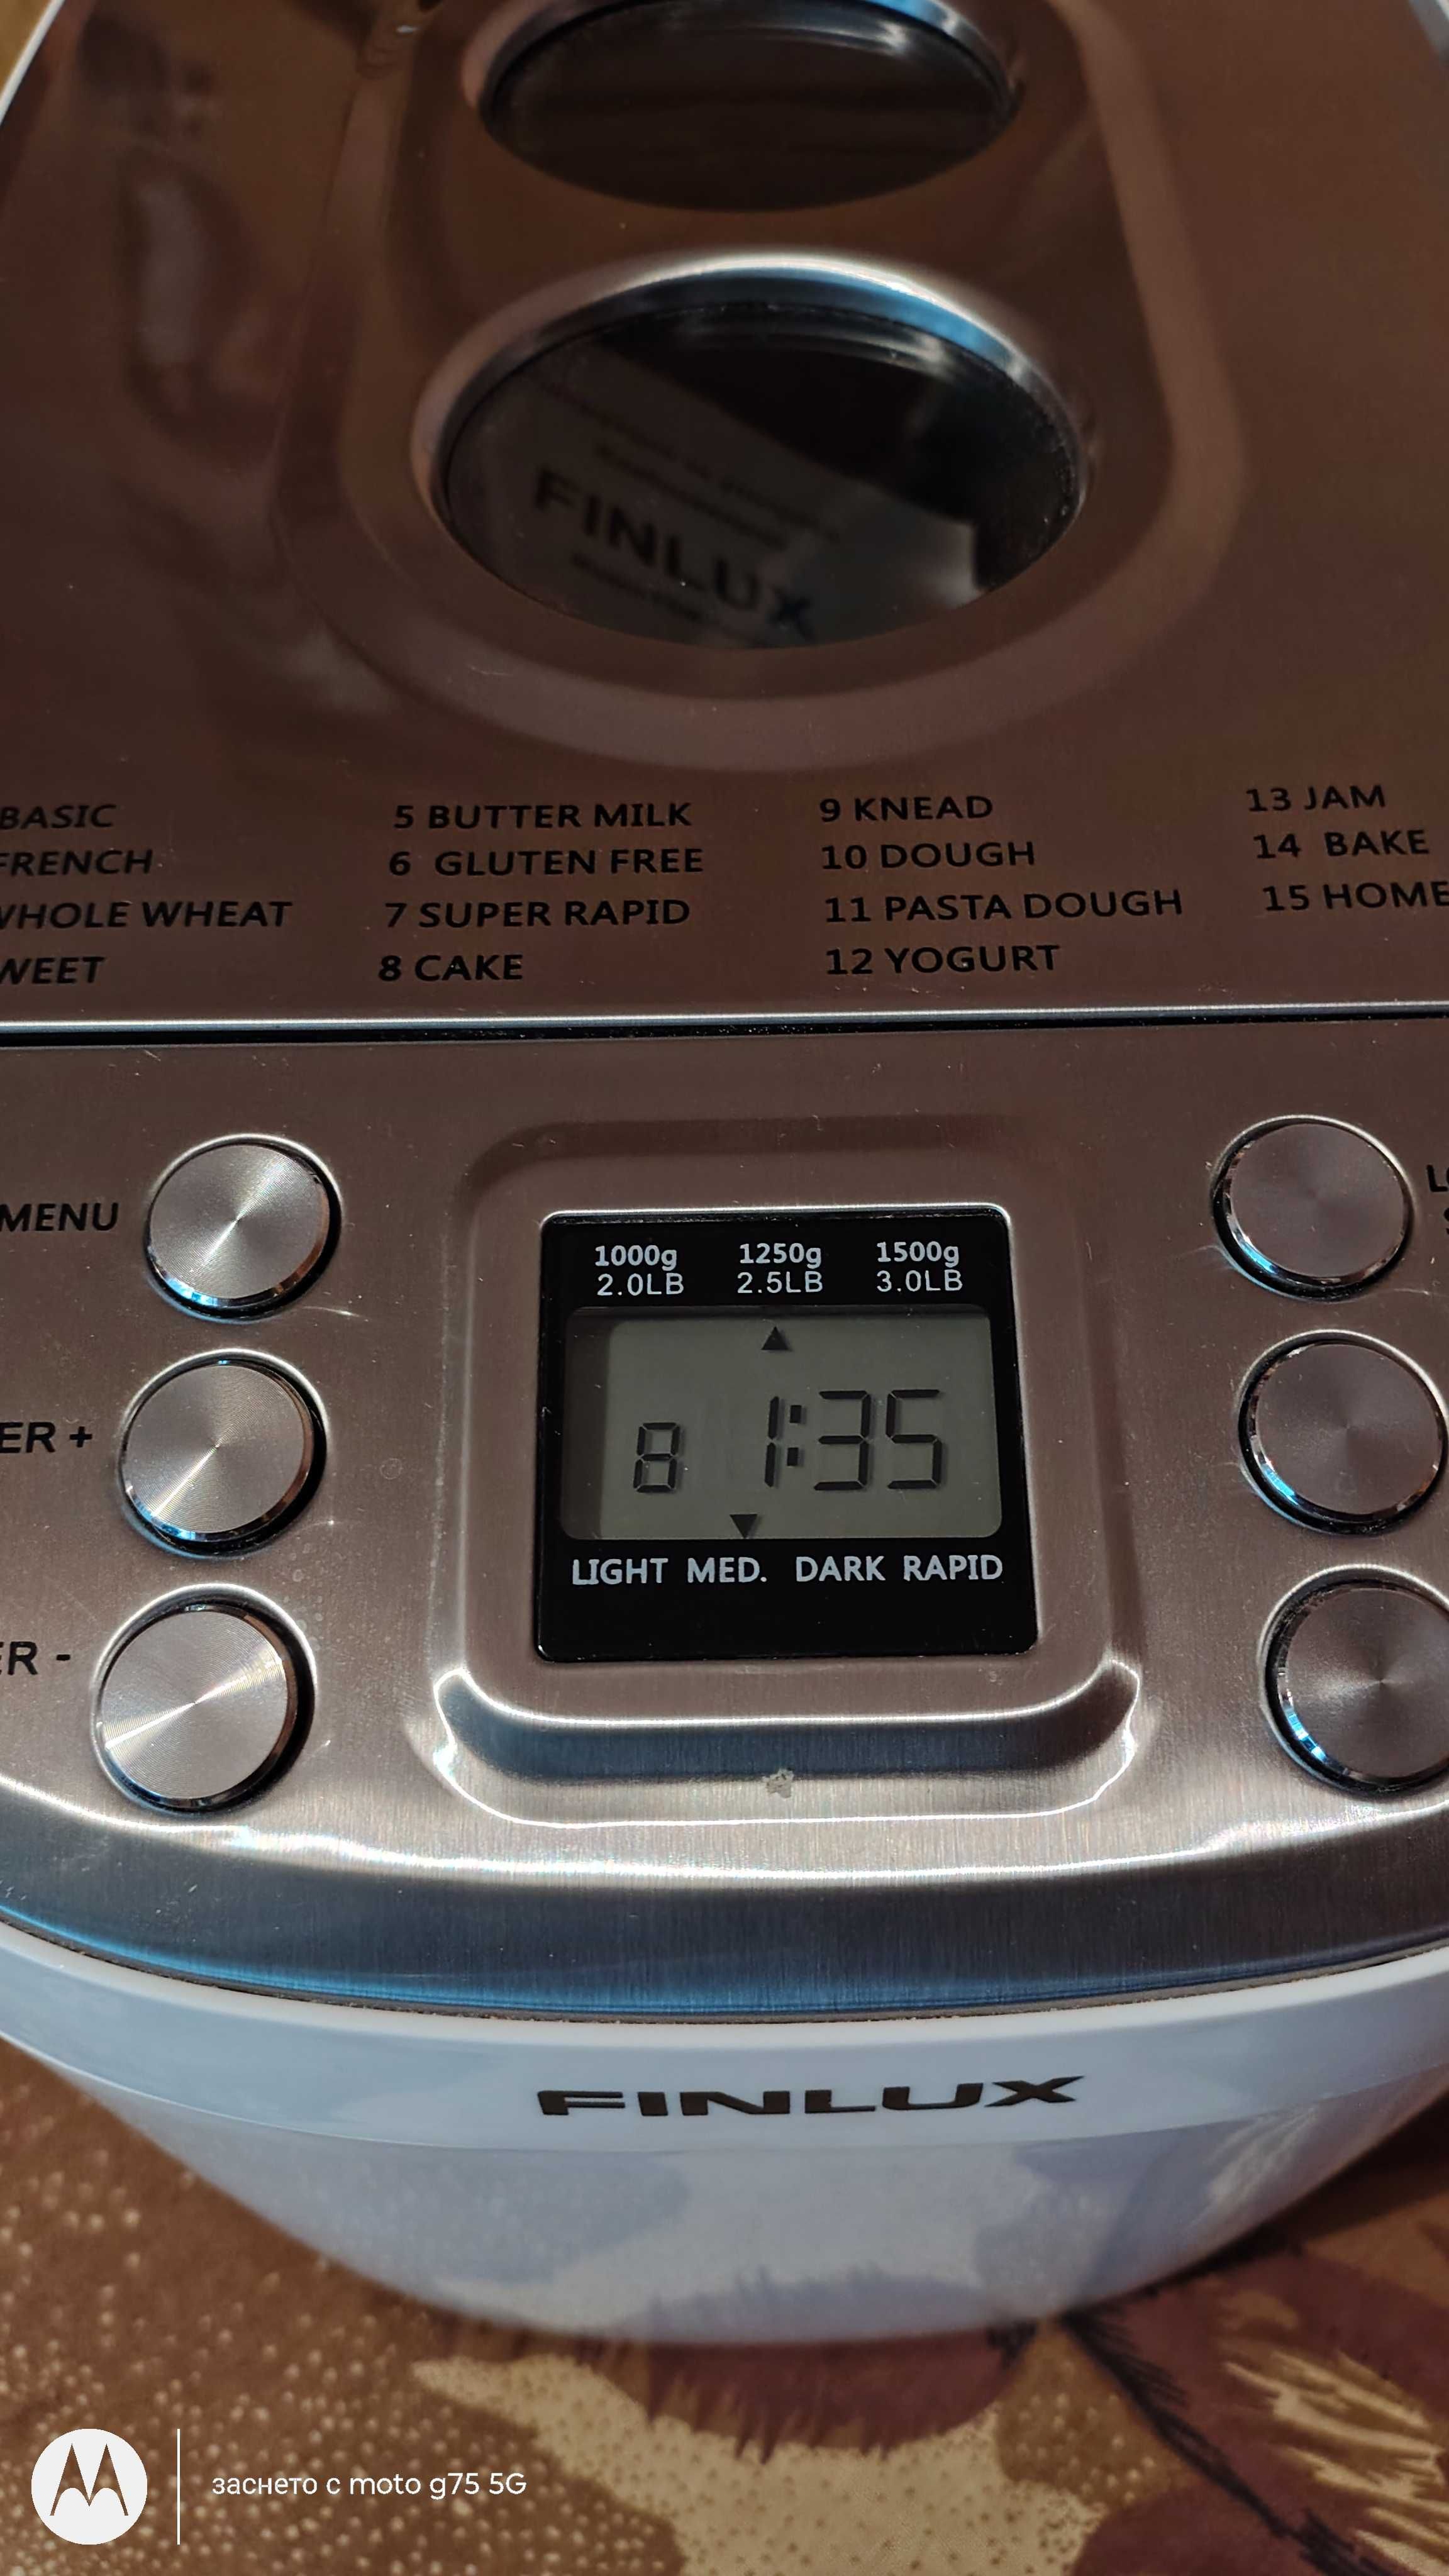 FINLUX
BASIC 5 BUTTER MILK 9 KNEAD 13 JAM
FRENCH 6 GLUTEN FREE 10 DOUGH 14 BAKE
WHOLE WHEAT 7 SUPER RAPID 11 PASTA DOUGH 15 HOME
WEET 8 CAKE 12 YOGURT
MENU
ER +
ER -
1000g 1250g 1500g
2.0LB 2.5LB 3.0LB
8 1:35
LIGHT MED. DARK RAPID
FINLUX
заснето с moto g75 5G